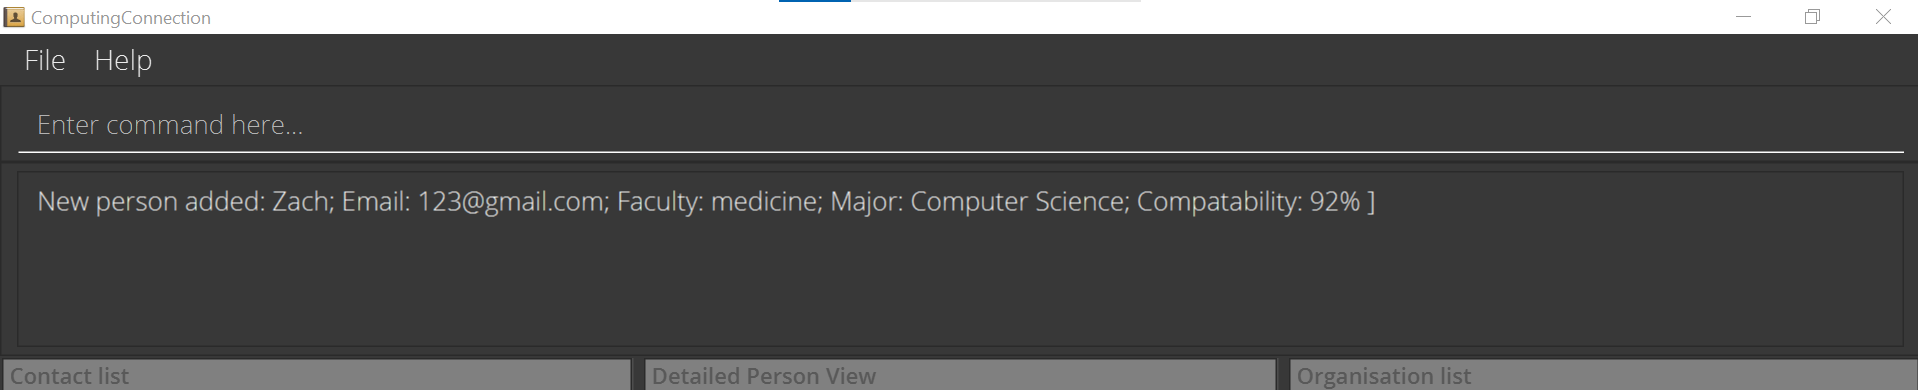 ComputingConnection
File Help
Enter command here...
New person added: Zach; Email: 123@gmail.com; Faculty: medicine; Major: Computer Science; Compatability: 92% ]
Contact list Detailed Person View Organisation list